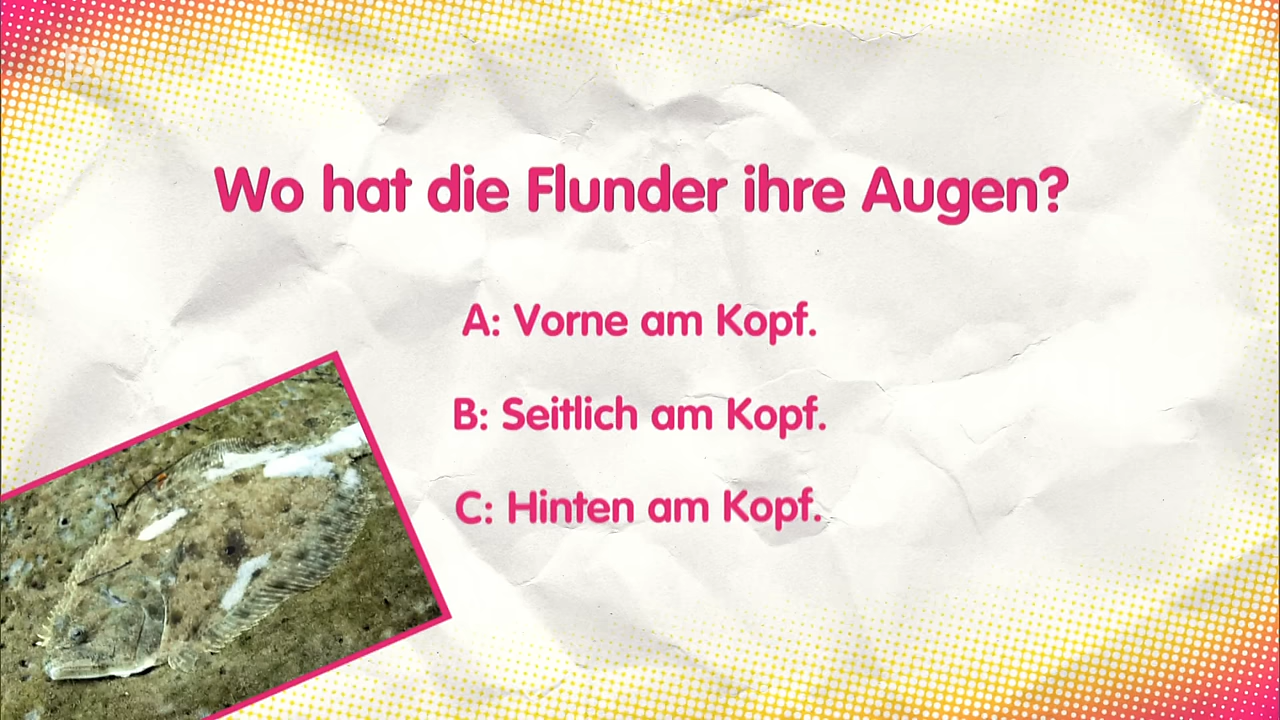 Wo hat die Flunder ihre Augen?
A: Vorne am Kopf.
B: Seitlich am Kopf.
C: Hinten am Kopf.